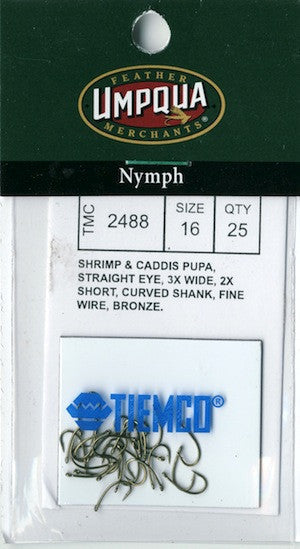 FEATHER
UMPQUA
MERCHANTS®
Nymph
TMC 2488 SIZE 16 QTY 25
SHRIMP & CADDIS PUPA,
STRAIGHT EYE, 3X WIDE, 2X
SHORT, CURVED SHANK, FINE
WIRE, BRONZE.
TIEMCO®